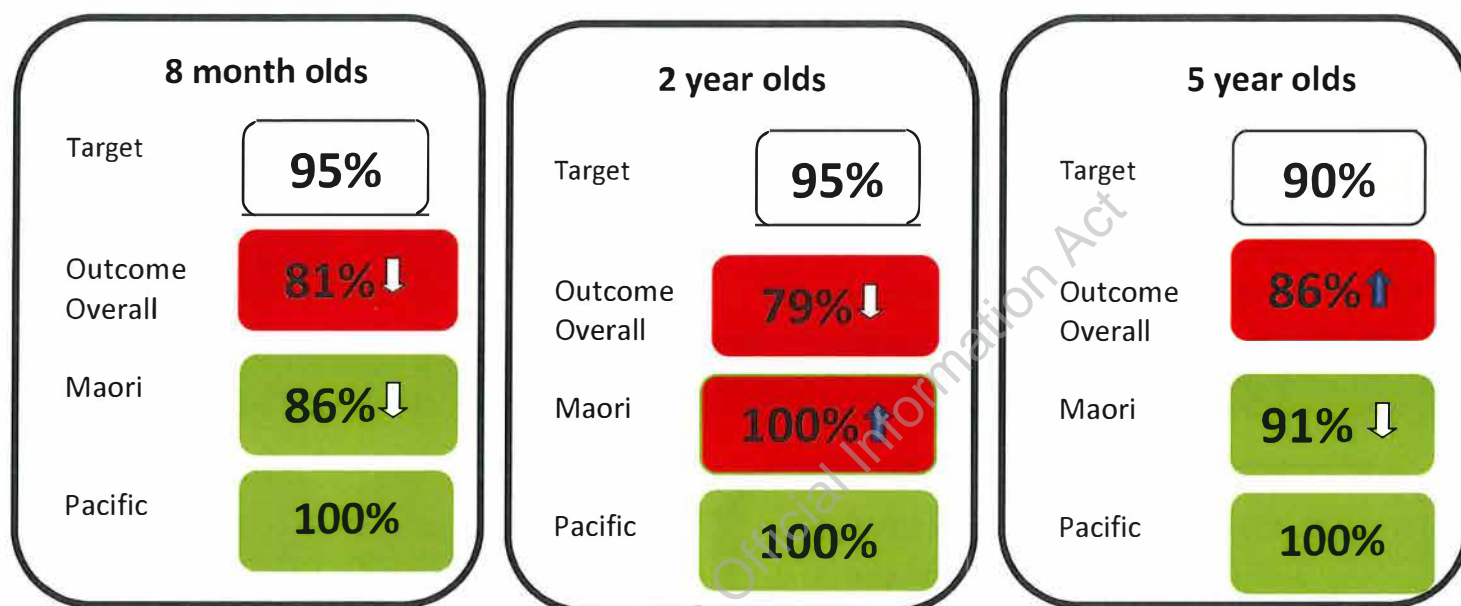 8 month olds
Target
95%
Outcome
Overall
81%
Maori
86%
Pacific
100%
2 year olds
Target
95%
Outcome
Overall
79%
Maori
100%
Pacific
100%
5 year olds
Target
90%
Outcome
Overall
86%
Maori
91%
Pacific
100%
Official Information Act